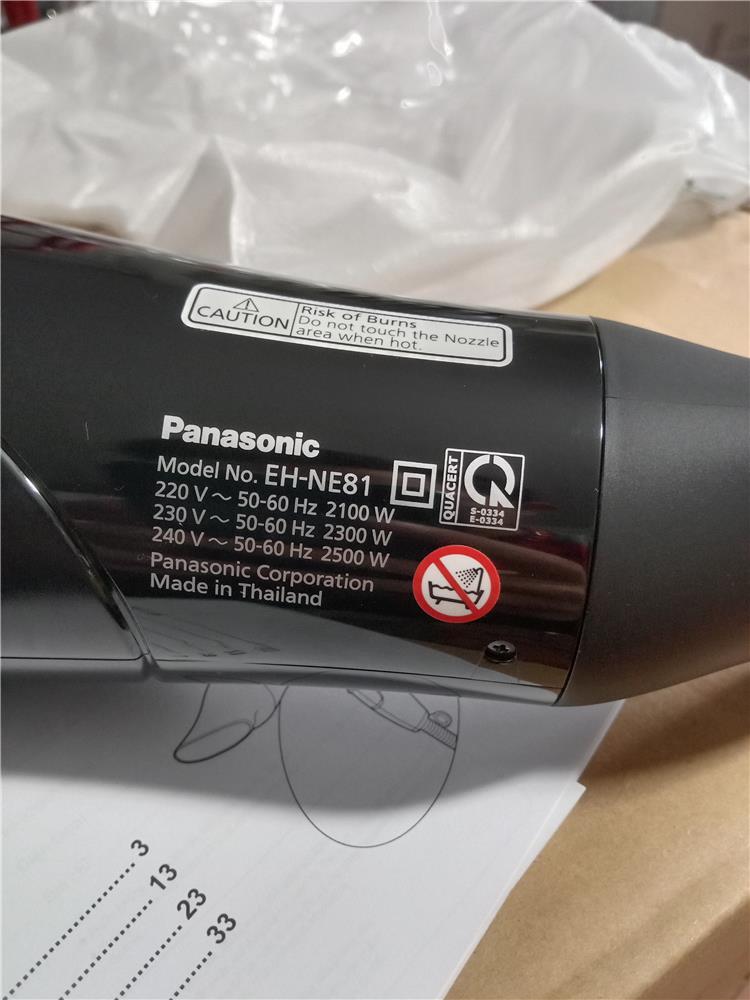 CAUTION
Risk of Burns
Do not touch the Nozzle
area when hot.
Panasonic
Model No. EH-NE81
220 V ~ 50-60 Hz 2100 W
230 V ~ 50-60 Hz 2300 W
240 V ~ 50-60 Hz 2500 W
Panasonic Corporation
Made in Thailand
QUACERT
S-0334
E-0334
3
13
23
33